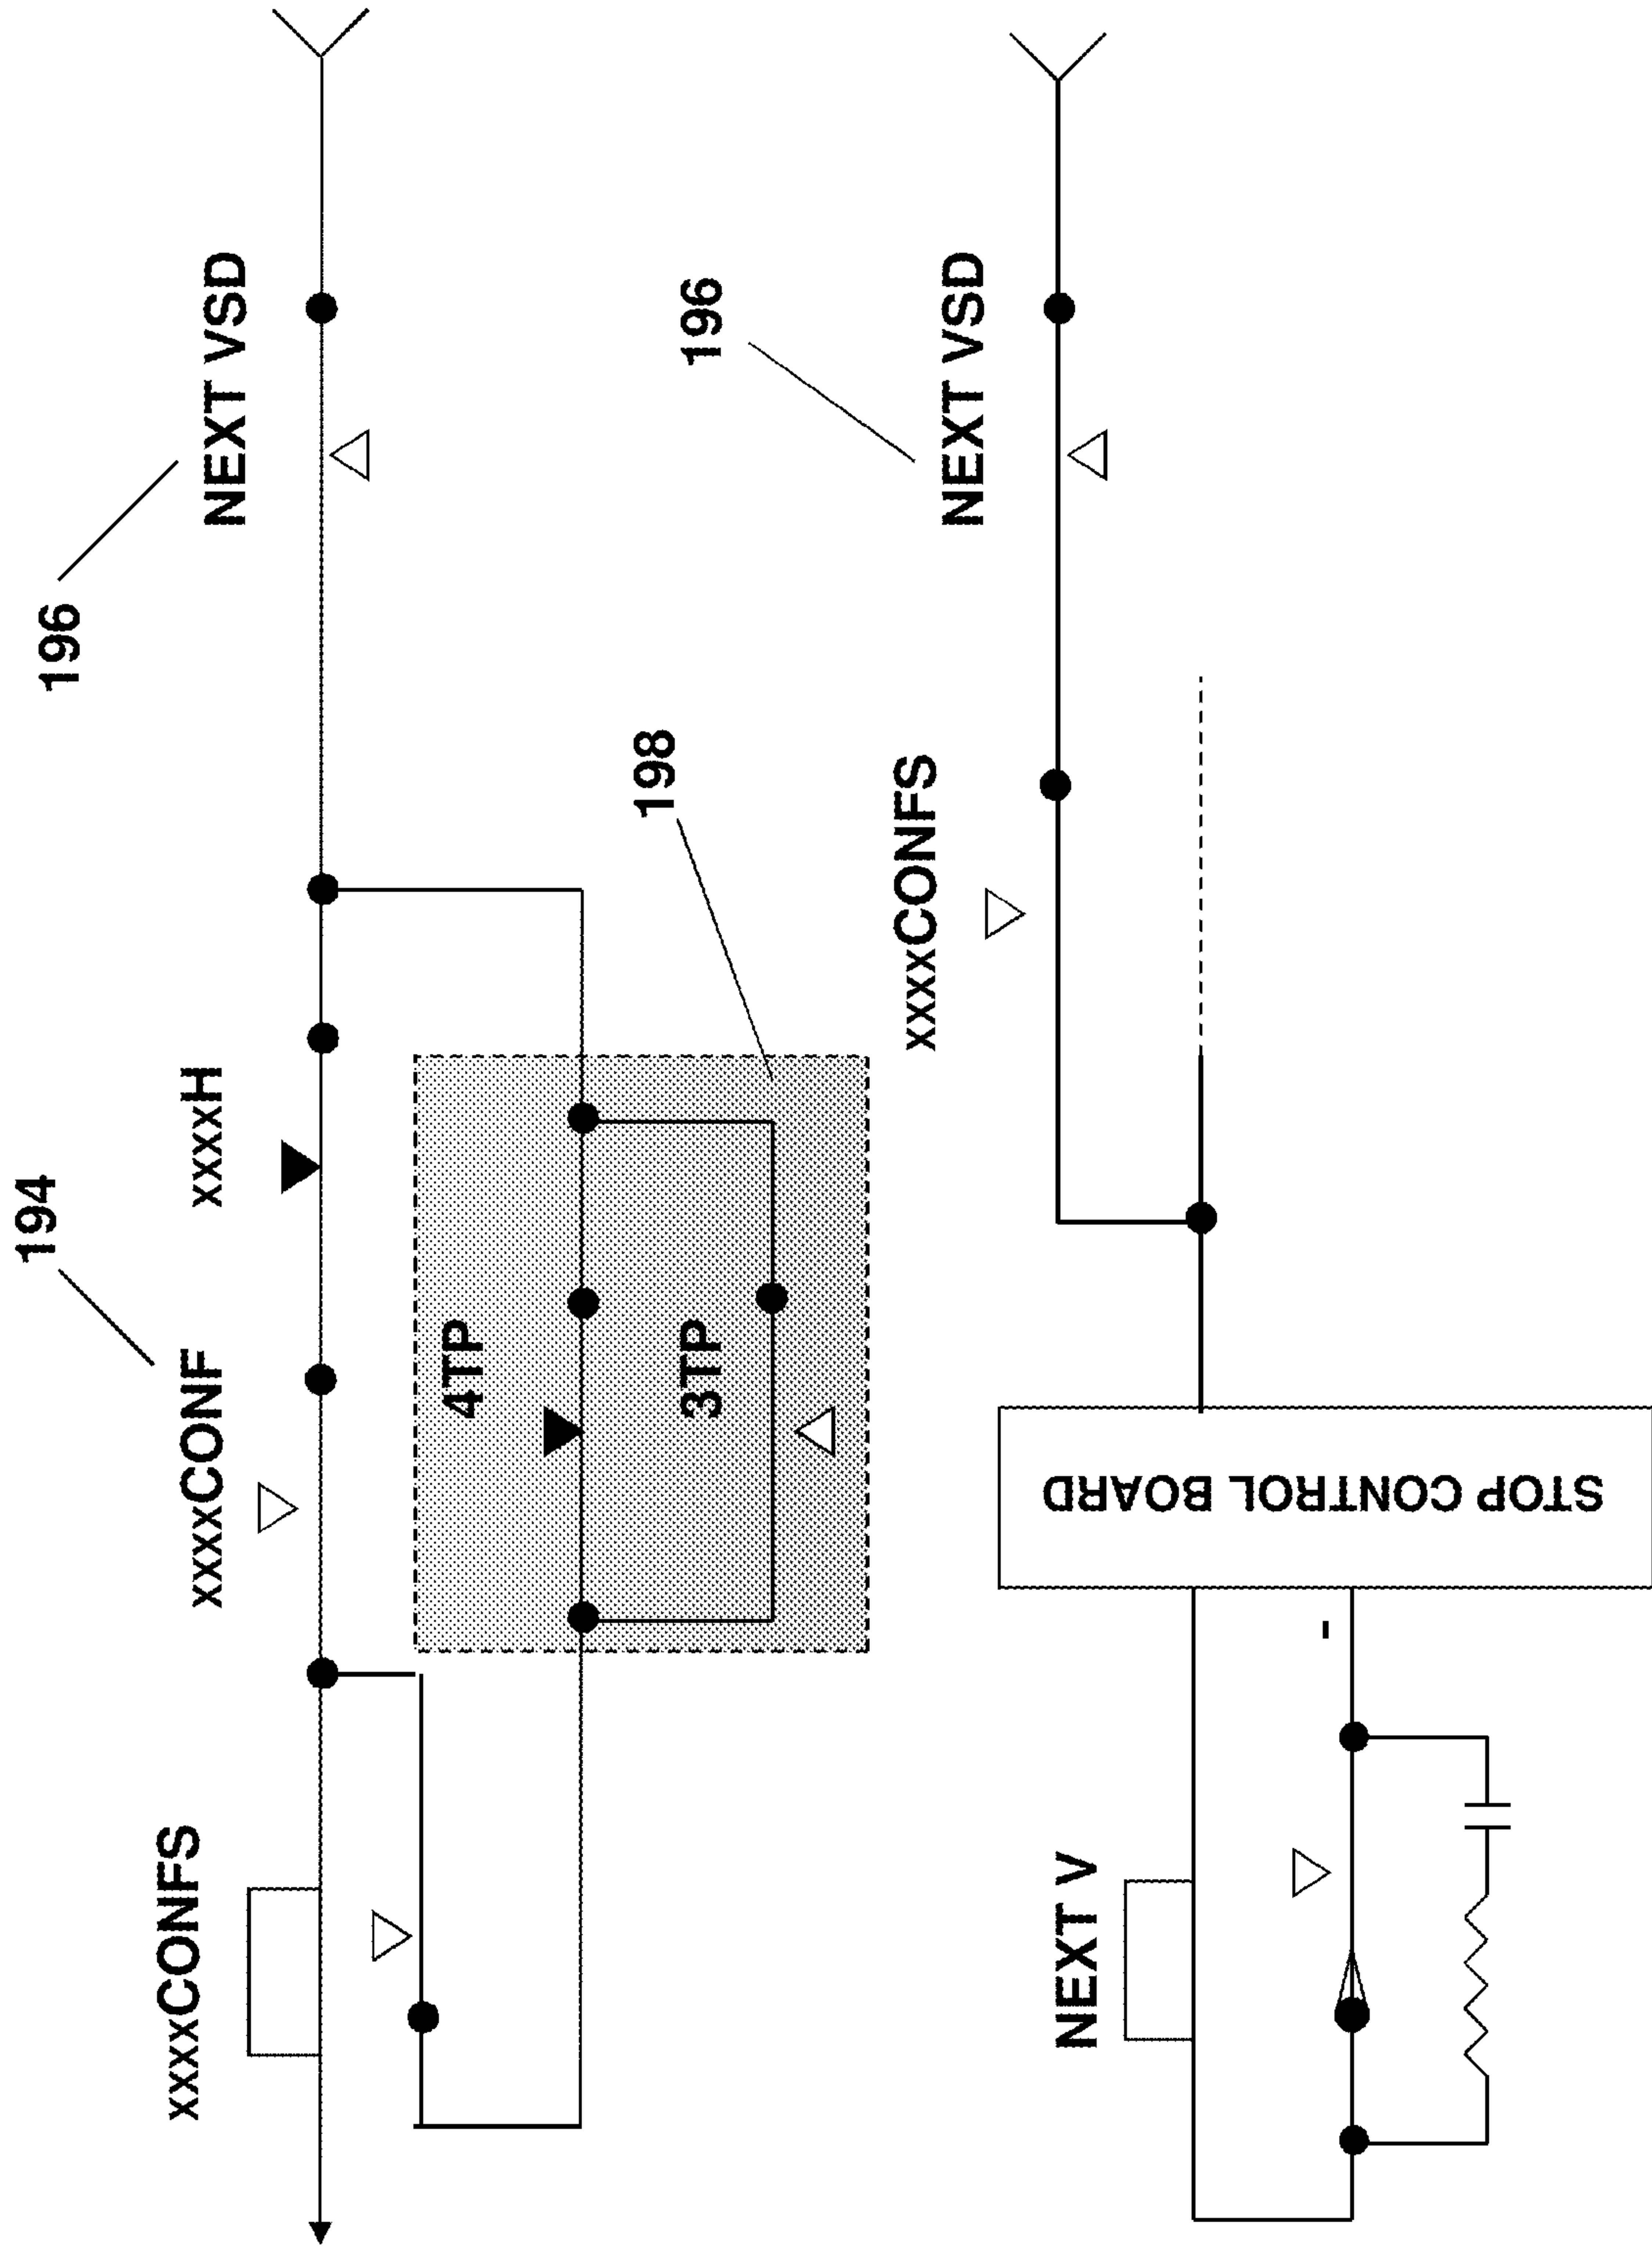 194
196
xxxxCONFS
xxxxCONF
xxxxH
NEXT VSD
4TP
3TP
198
196
xxxxCONFS
NEXT VSD
NEXT V
-
STOP CONTROL BOARD